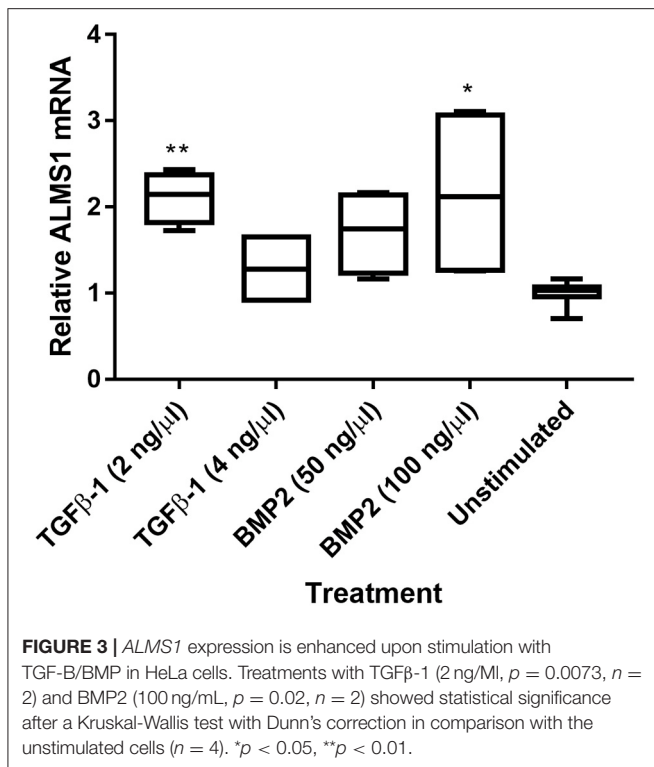 4
3
2
1
0
Relative ALMS1 mRNA
**
*
TGFβ-1 (2 ng/μl)
TGFβ-1 (4 ng/μl)
BMP2 (50 ng/μl)
BMP2 (100 ng/μl)
Unstimulated
Treatment
FIGURE 3 | ALMS1 expression is enhanced upon stimulation with
TGF-B/BMP in HeLa cells. Treatments with TGFβ-1 (2 ng/Ml, p = 0.0073, n =
2) and BMP2 (100 ng/mL, p = 0.02, n = 2) showed statistical significance
after a Kruskal-Wallis test with Dunn's correction in comparison with the
unstimulated cells (n = 4). *p < 0.05, **p < 0.01.